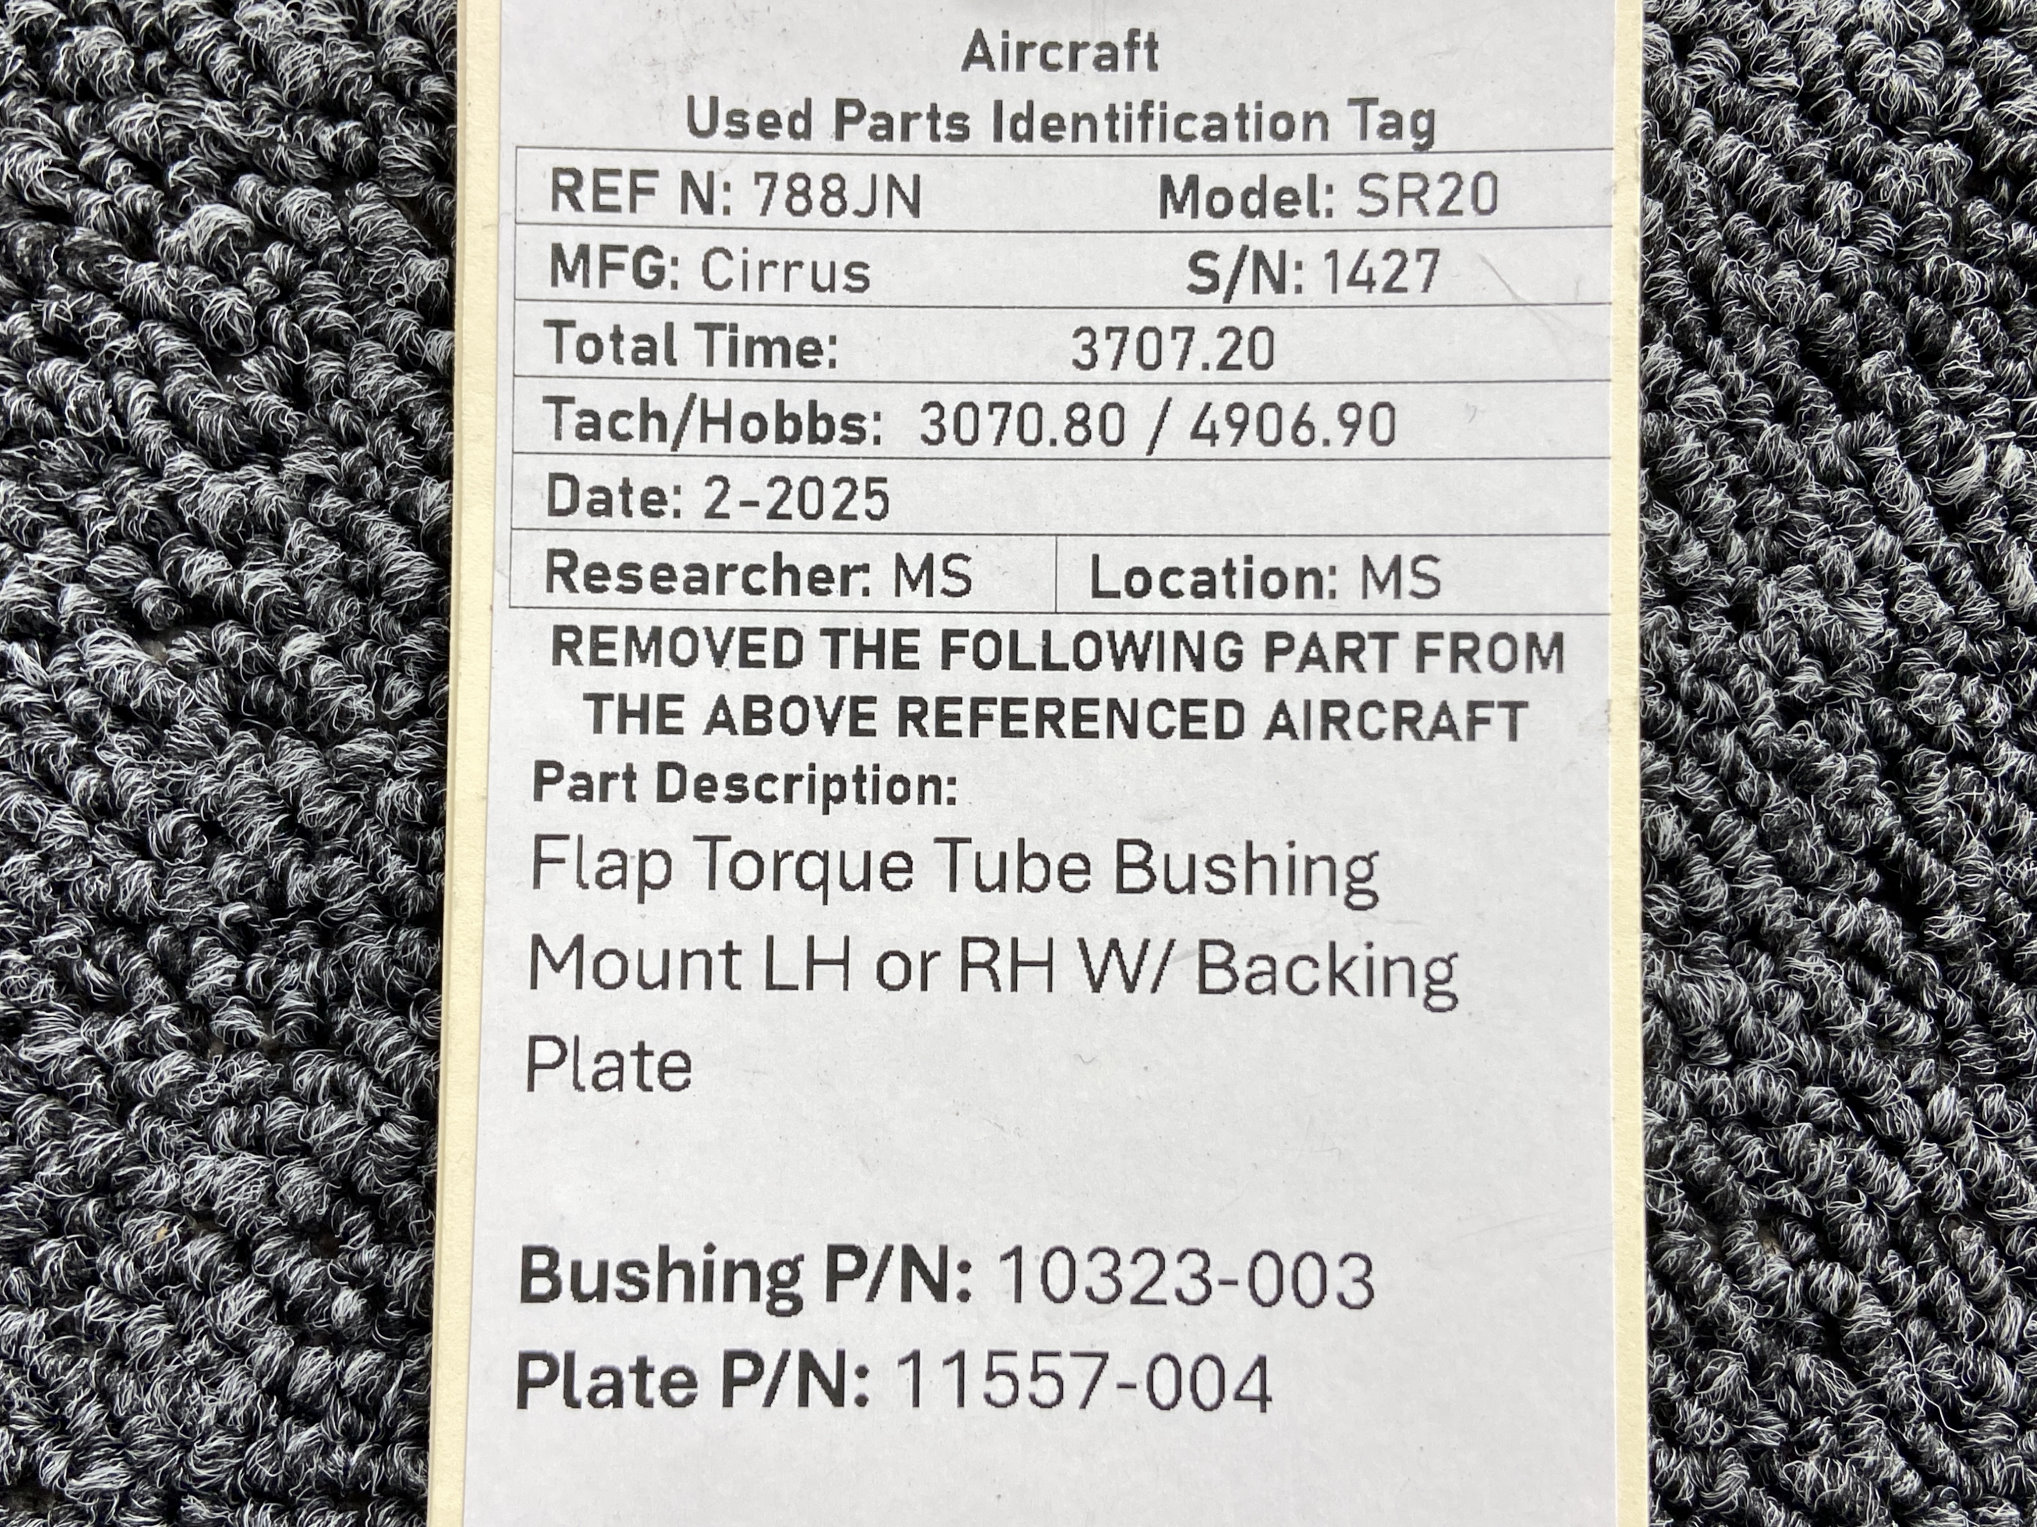 Aircraft
Used Parts Identification Tag
REF N: 788JN Model: SR20
MFG: Cirrus S/N: 1427
Total Time: 3707.20
Tach/Hobbs: 3070.80 / 4906.90
Date: 2-2025
Researcher: MS Location: MS
REMOVED THE FOLLOWING PART FROM
THE ABOVE REFERENCED AIRCRAFT
Part Description:
Flap Torque Tube Bushing
Mount LH or RH W/ Backing
Plate
Bushing P/N: 10323-003
Plate P/N: 11557-004